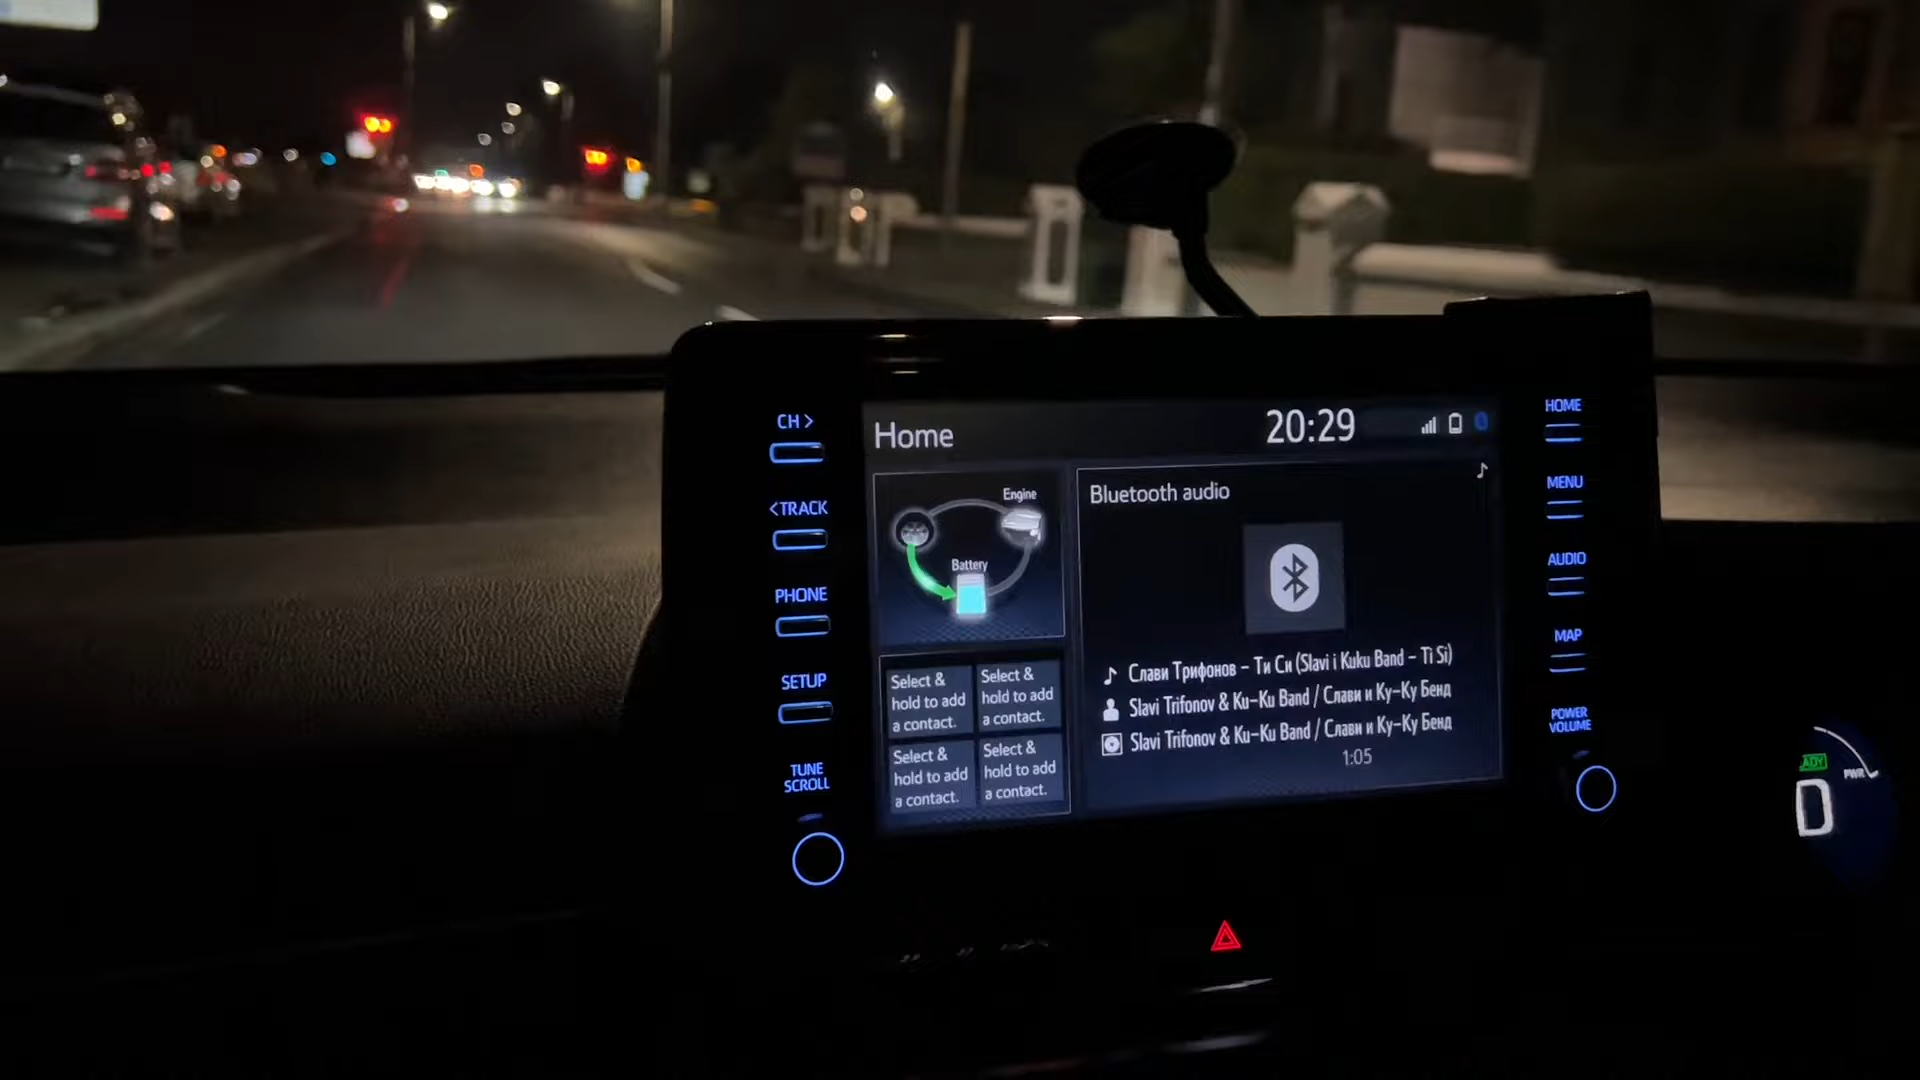 CH >
<TRACK
PHONE
SETUP
TUNE
SCROLL
Home
20:29
Engine
Battery
Select &
hold to add
a contact.
Select &
hold to add
a contact.
Select &
hold to add
a contact.
Select &
hold to add
a contact.
Bluetooth audio
Слави Трифонов - Ти Си (Slavi i Kuku Band - Ti Si)
Slavi Trifonov & Ku-Ku Band / Слави и Ку-Ку Бенд
Slavi Trifonov & Ku-Ku Band / Слави и Ку-Ку Бенд
1:05
HOME
MENU
AUDIO
MAP
POWER
VOLUME
PWR
D